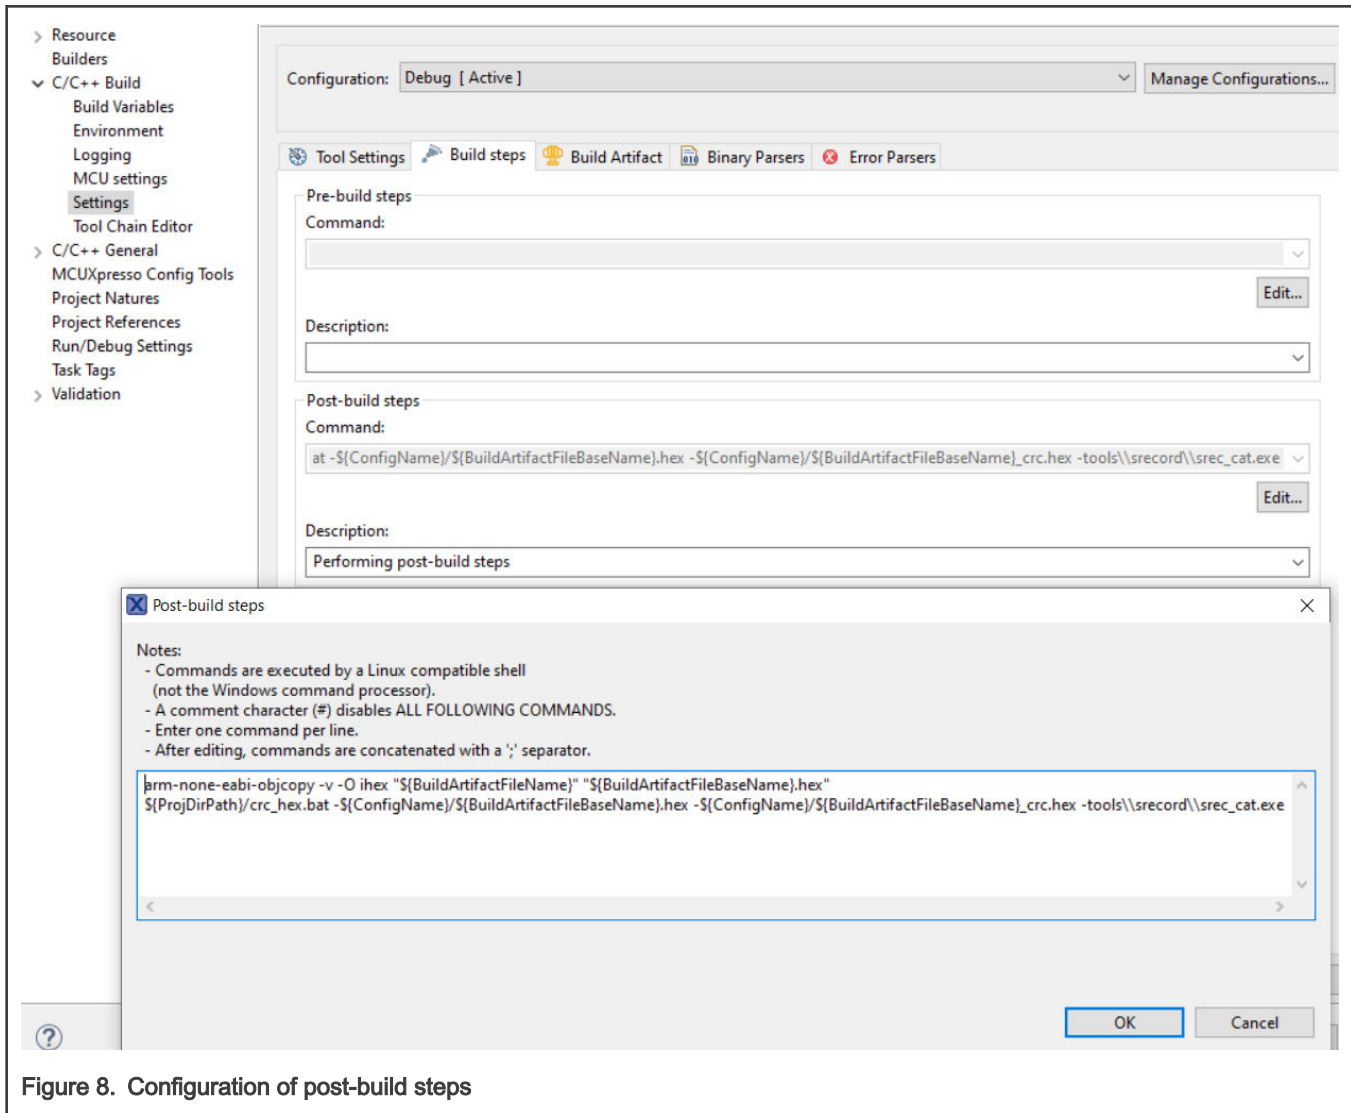 Resource
Builders
C/C++ Build
Build Variables
Environment
Logging
MCU settings
Settings
Tool Chain Editor
C/C++ General
MCUXpresso Config Tools
Project Natures
Project References
Run/Debug Settings
Task Tags
Validation
Configuration: Debug [ Active ] Manage Configurations...
Tool Settings Build steps Build Artifact Binary Parsers Error Parsers
Pre-build steps
Command:
Edit...
Description:
Post-build steps
Command:
at -${ConfigName}/${BuildArtifactFileBaseName}.hex -${ConfigName}/${BuildArtifactFileBaseName}_crc.hex -tools\\srecord\\srec_cat.exe
Edit...
Description:
Performing post-build steps
Post-build steps
Notes:
- Commands are executed by a Linux compatible shell
(not the Windows command processor).
- A comment character (#) disables ALL FOLLOWING COMMANDS.
- Enter one command per line.
- After editing, commands are concatenated with a ';' separator.
arm-none-eabi-objcopy -v -O ihex "${BuildArtifactFileName}" "${BuildArtifactFileBaseName}.hex"
${ProjDirPath}/crc_hex.bat -${ConfigName}/${BuildArtifactFileBaseName}.hex -${ConfigName}/${BuildArtifactFileBaseName}_crc.hex -tools\\srecord\\srec_cat.exe
OK Cancel
Figure 8. Configuration of post-build steps